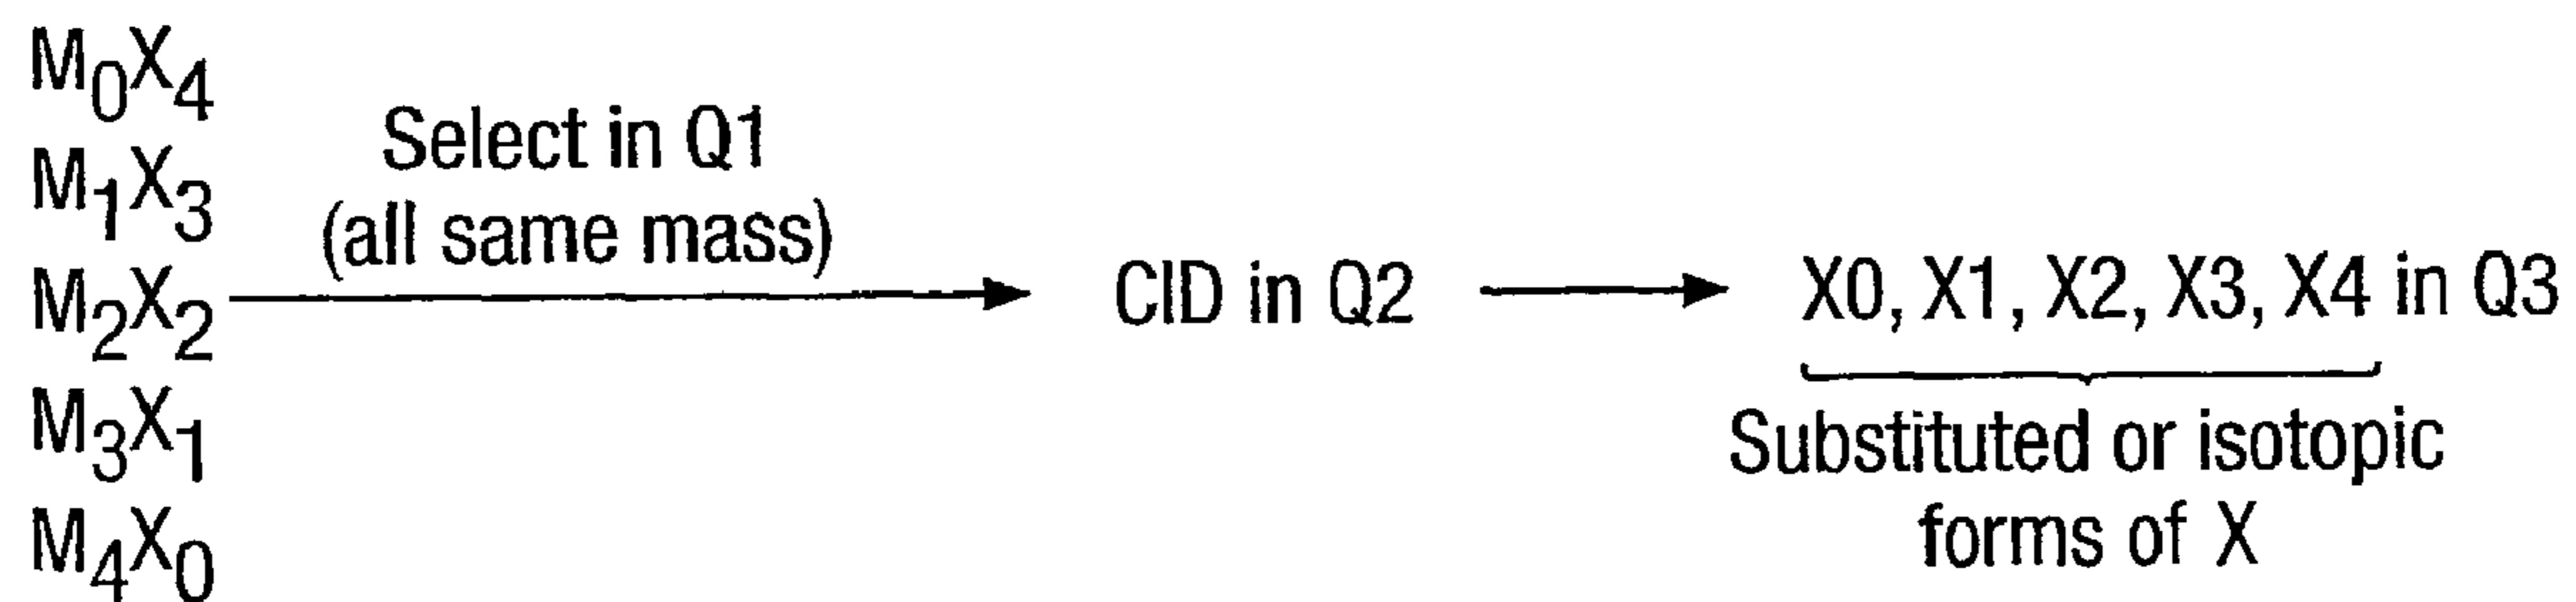 M0X4
M1X3
M2X2
M3X1
M4X0
Select in Q1
(all same mass)
CID in Q2
X0, X1, X2, X3, X4 in Q3
Substituted or isotopic
forms of X